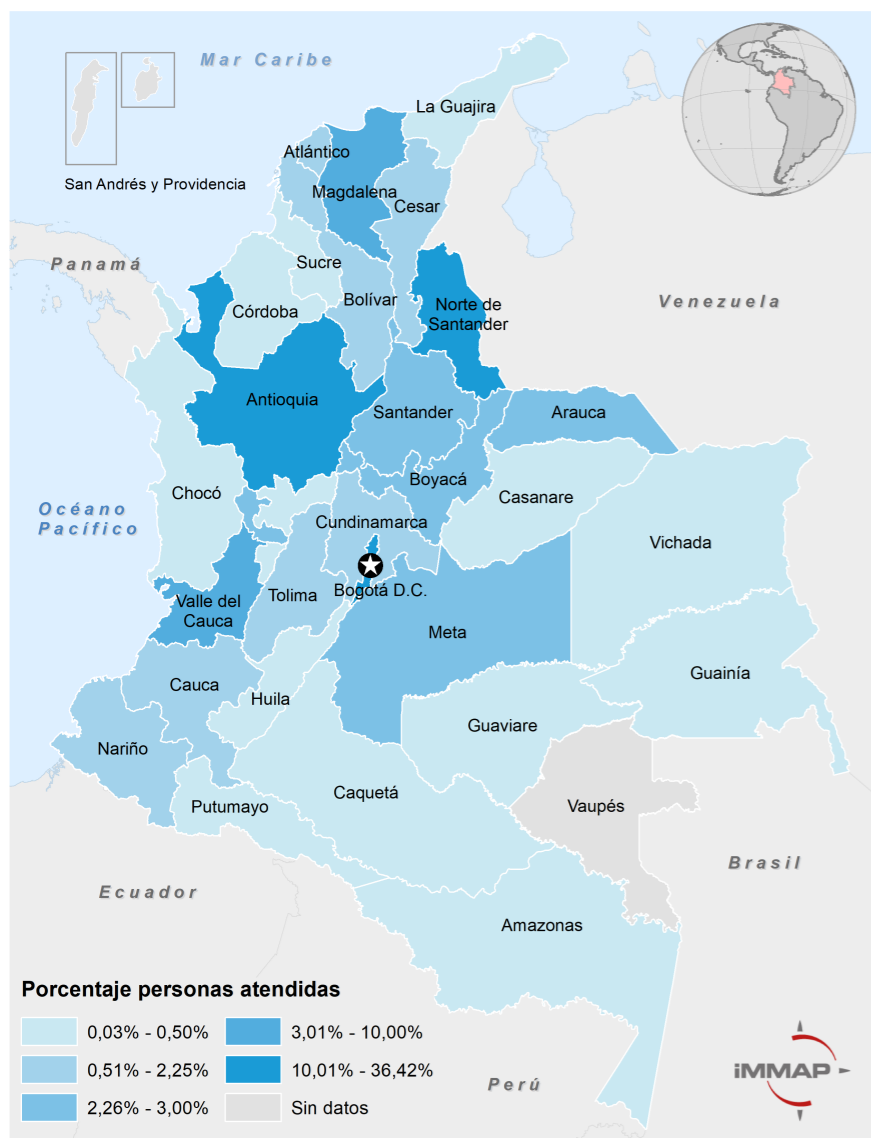 Mar Caribe
La Guajira
Atlántico
San Andrés y Providencia
Magdalena
Cesar
Panamá
Sucre
Córdoba
Bolívar
Norte de
Santander
Venezuela
Antioquia
Santander
Arauca
Boyacá
Chocó
Casanare
Océano
Pacífico
Cundinamarca
Vichada
Bogotá D.C.
Tolima
Valle del
Cauca
Meta
Guainía
Cauca
Huila
Guaviare
Nariño
Putumayo
Caquetá
Vaupés
Brasil
Ecuador
Amazonas
Porcentaje personas atendidas
0,03% - 0,50%
3,01% - 10,00%
0,51% - 2,25%
10,01% - 36,42%
2,26% - 3,00%
Sin datos
Perú
iMMAP